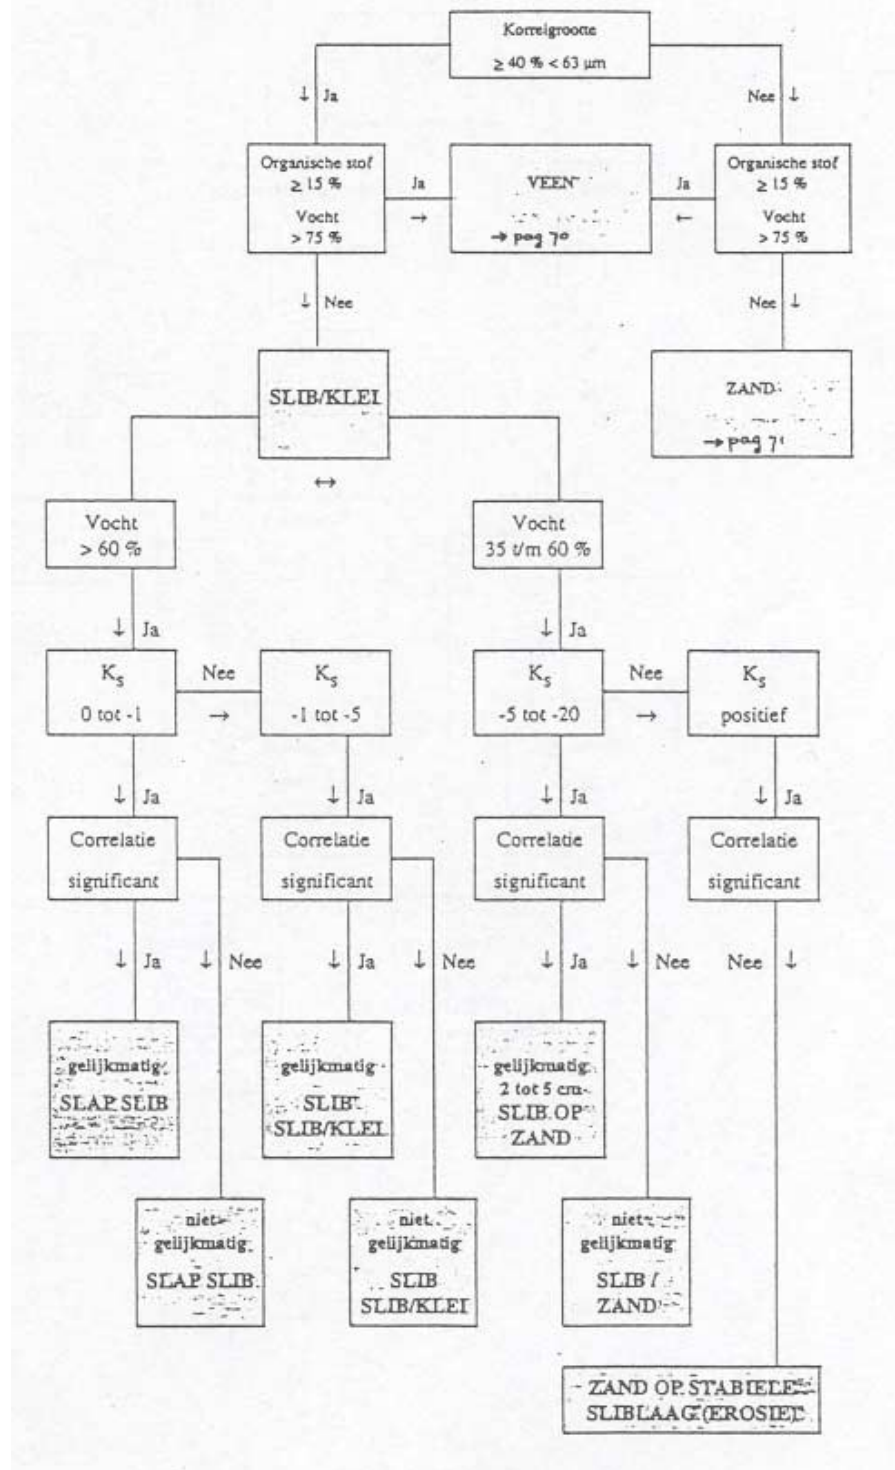 Korrelgrootte
≥ 40 % < 63 µm
↓ Ja
Nee ↓
Organische stof
≥ 15 %
Vocht
> 75 %
Ja
→
VEEN
→ pag 70
Ja
←
Organische stof
≥ 15 %
Vocht
> 75 %
↓ Nee
Nee ↓
SLIB/KLEI
↔
ZAND
→ pag 71
Vocht
> 60 %
Vocht
35 t/m 60 %
↓ Ja
↓ Ja
Ks
0 tot -1
Nee
→
Ks
-1 tot -5
Ks
-5 tot -20
Nee
→
Ks
positief
↓ Ja
↓ Ja
↓ Ja
↓ Ja
Correlatie
significant
Correlatie
significant
Correlatie
significant
Correlatie
significant
↓ Ja
↓ Nee
↓ Ja
↓ Nee
↓ Ja
↓ Nee
Nee ↓
gelijkmatig
SLAP SLIB
gelijkmatig
SLIB
SLIB/KLEI
gelijkmatig
2 tot 5 cm
SLIB OP
ZAND
niet
gelijkmatig
SLAP SLIB
niet
gelijkmatig
SLIB
SLIB/KLEI
niet
gelijkmatig
SLIB /
ZAND
ZAND OP STABIELE
SLIBLAAG (EROSIE)